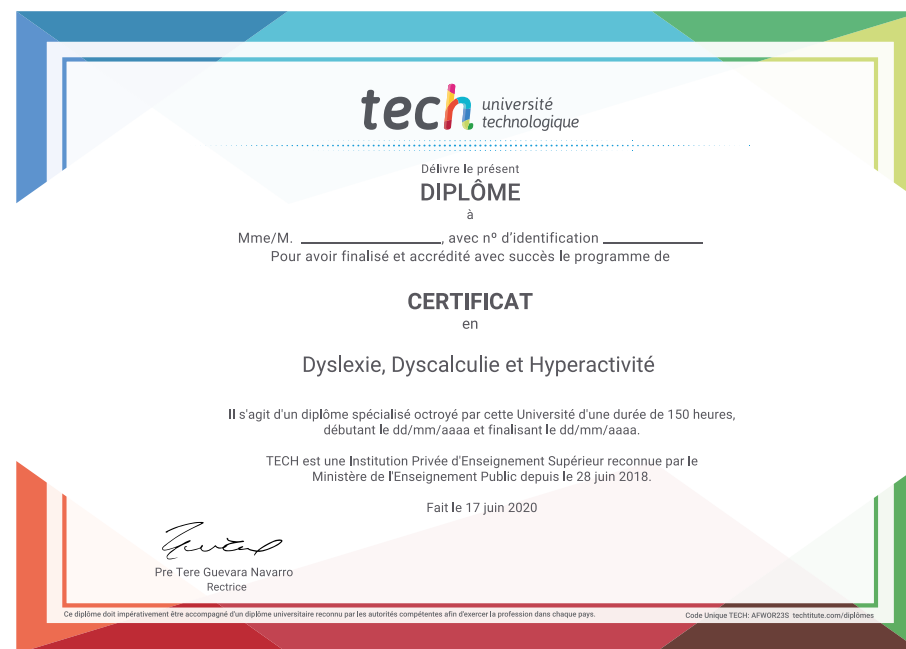 tech université
technologique
Délivre le présent
DIPLÔME
à
Mme/M. ____________________, avec nº d'identification ______________
Pour avoir finalisé et accrédité avec succès le programme de
CERTIFICAT
en
Dyslexie, Dyscalculie et Hyperactivité
Il s'agit d'un diplôme spécialisé octroyé par cette Université d'une durée de 150 heures,
débutant le dd/mm/aaaa et finalisant le dd/mm/aaaa.
TECH est une Institution Privée d'Enseignement Supérieur reconnue par le
Ministère de l'Enseignement Public depuis le 28 juin 2018.
Fait le 17 juin 2020
Pre Tere Guevara Navarro
Rectrice
Ce diplôme doit impérativement être accompagné d'un diplôme universitaire reconnu par les autorités compétentes afin d'exercer la profession dans chaque pays.
Code Unique TECH: AFWOR23S techtitute.com/diplômes